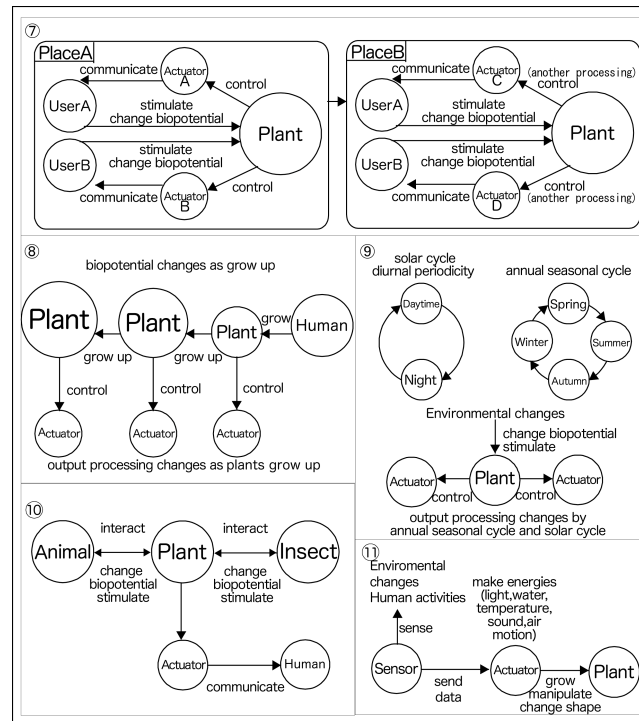 ⑦
PlaceA
communicate
Actuator
A
control
UserA
stimulate
change biopotential
Plant
UserB
stimulate
change biopotential
communicate
Actuator
B
control
PlaceB
communicate
Actuator
C
(another processing)
control
UserA
stimulate
change biopotential
Plant
UserB
stimulate
change biopotential
communicate
Actuator
D
control
(another processing)
⑧
biopotential changes as grow up
Plant
Plant
Plant
grow
Human
grow up
grow up
control
control
control
Actuator
Actuator
Actuator
output processing changes as plants grow up
⑨
solar cycle
diurnal periodicity
annual seasonal cycle
Daytime
Night
Spring
Winter
Summer
Autumn
Environmental changes
change biopotential
stimulate
Actuator
Plant
Actuator
control
control
output processing changes by
annual seasonal cycle and solar cycle
⑩
Animal
interact
Plant
interact
Insect
change
biopotential
stimulate
change
biopotential
stimulate
Actuator
Human
communicate
⑪
Enviromental
changes
Human activities
make energies
(light,water,
temperature,
sound,air
motion)
sense
Sensor
Actuator
Plant
send
data
grow
manipulate
change shape